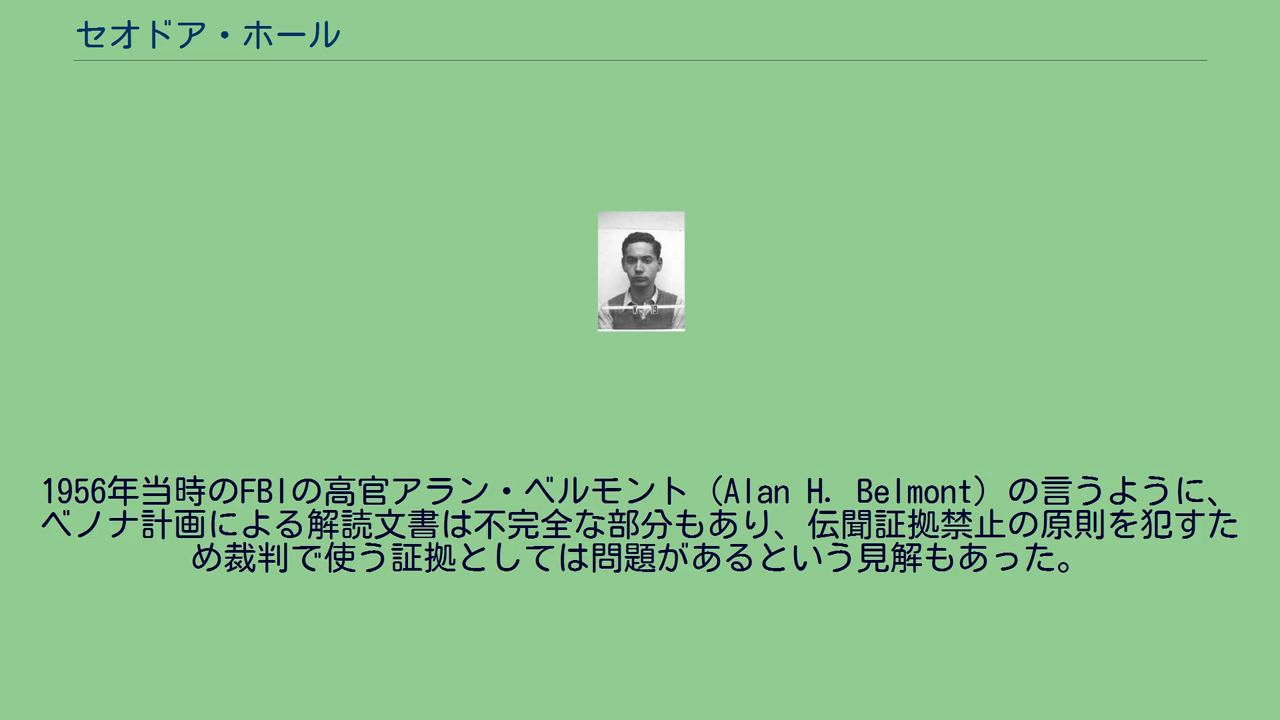 セオドア・ホール
1956年当時のFBIの高官アラン・ベルモント（Alan H. Belmont）の言うように、
ベノナ計画による解読文書は不完全な部分もあり、伝聞証拠禁止の原則を犯すた
め裁判で使う証拠としては問題があるという見解もあった。